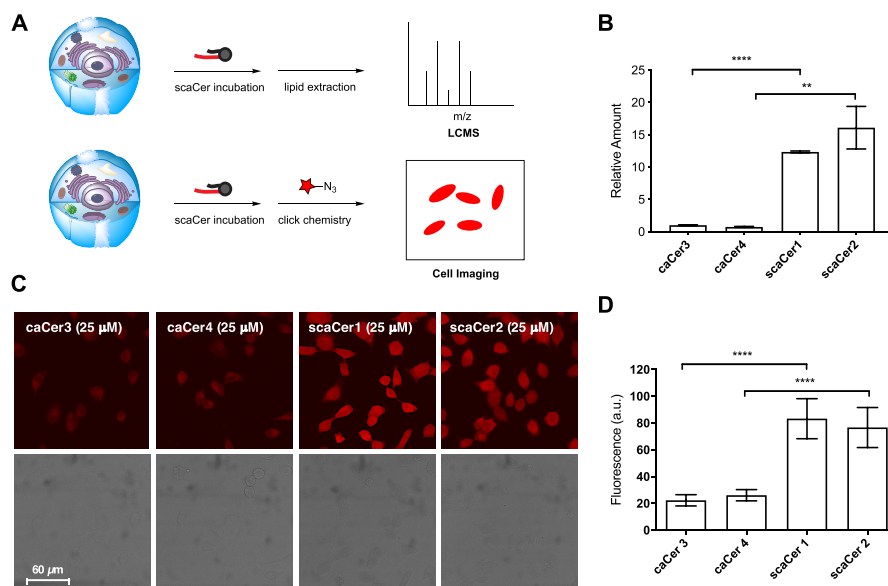 A
scaCer incubation
lipid extraction
m/z
LCMS
N3
scaCer incubation
click chemistry
Cell Imaging
B
Relative Amount
25
20
15
10
5
0
****
**
caCer3
caCer4
scaCer1
scaCer2
C
caCer3 (25 µM)
caCer4 (25 µM)
scaCer1 (25 µM)
scaCer2 (25 µM)
60 µm
D
Fluorescence (a.u.)
120
100
80
60
40
20
0
****
****
caCer 3
caCer 4
scaCer 1
scaCer 2